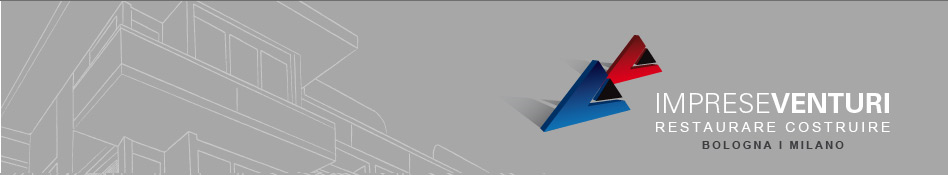 IMPRESEVENTURI
RESTAURARE COSTRUIRE
BOLOGNA I MILANO